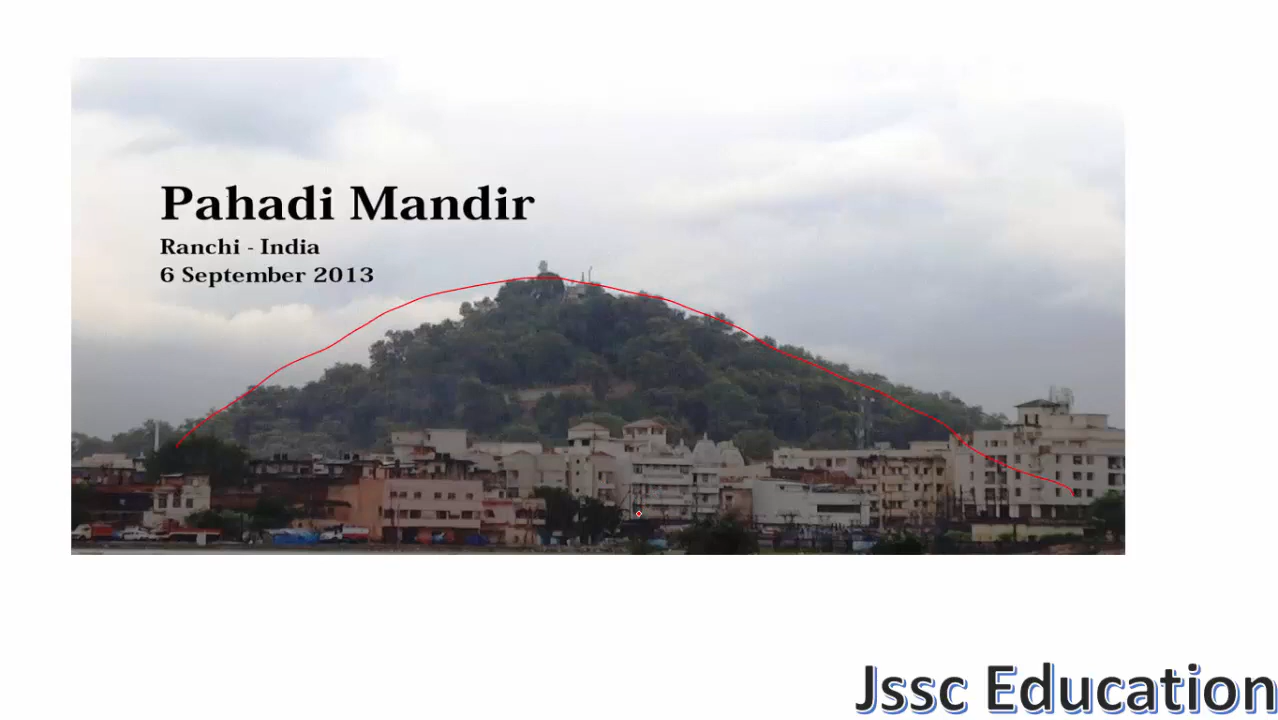 Pahadi Mandir
Ranchi - India
6 September 2013
Jssc Education